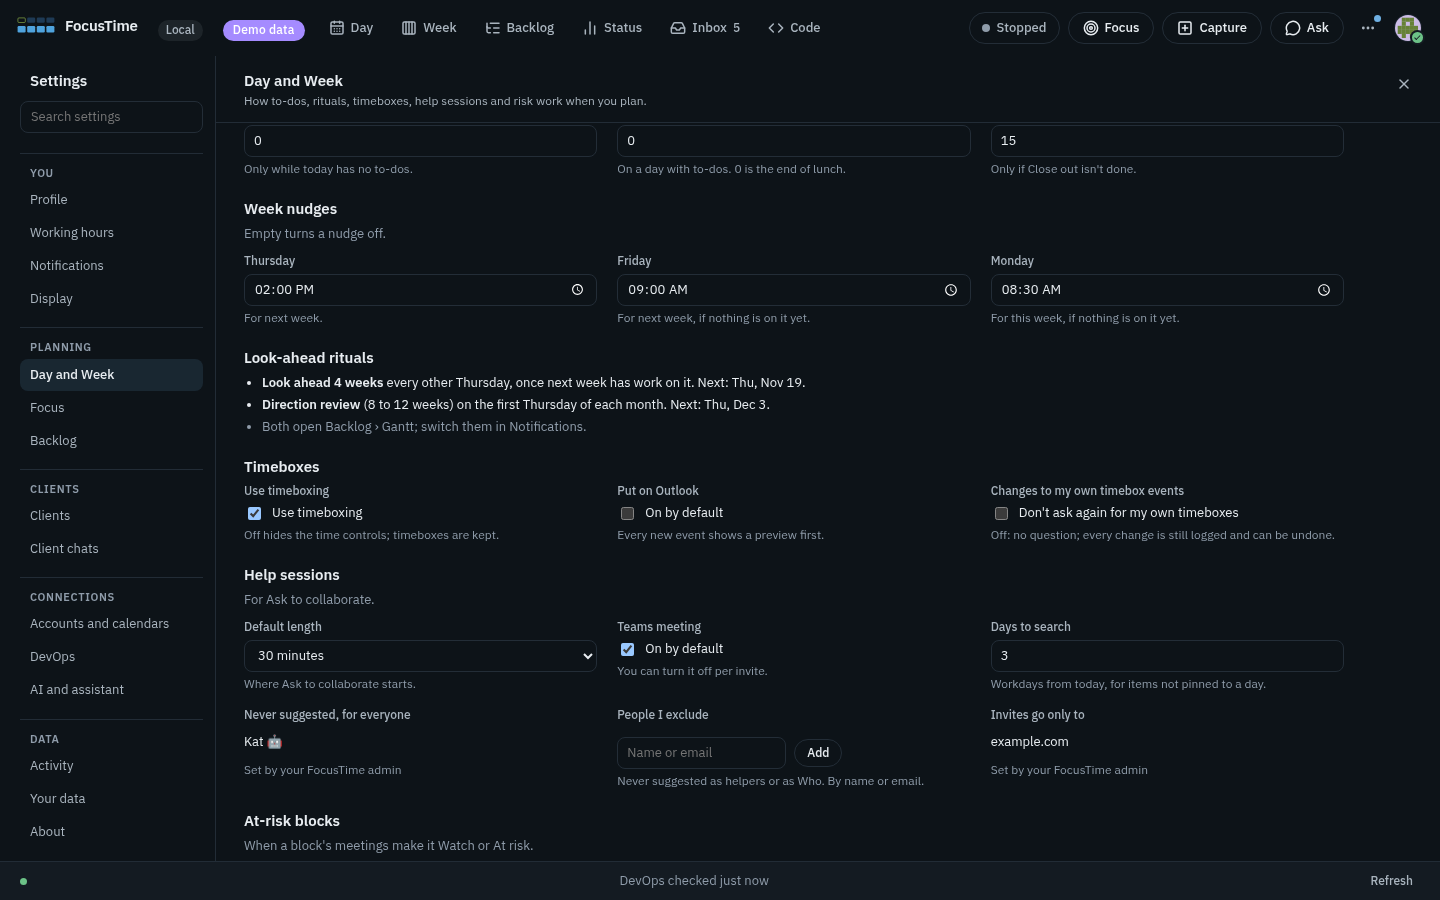 FocusTime
Local
Demo data
Day
Week
Backlog
Status
Inbox 5
Code
Stopped
Focus
Capture
Ask
Settings
Search settings
YOU
Profile
Working hours
Notifications
Display
PLANNING
Day and Week
Focus
Backlog
CLIENTS
Clients
Client chats
CONNECTIONS
Accounts and calendars
DevOps
AI and assistant
DATA
Activity
Your data
About
Day and Week
How to-dos, rituals, timeboxes, help sessions and risk work when you plan.
0
0
15
Only while today has no to-dos.
On a day with to-dos. 0 is the end of lunch.
Only if Close out isn't done.
Week nudges
Empty turns a nudge off.
Thursday
Friday
Monday
02:00 PM
09:00 AM
08:30 AM
For next week.
For next week, if nothing is on it yet.
For this week, if nothing is on it yet.
Look-ahead rituals
• Look ahead 4 weeks every other Thursday, once next week has work on it. Next: Thu, Nov 19.
• Direction review (8 to 12 weeks) on the first Thursday of each month. Next: Thu, Dec 3.
• Both open Backlog › Gantt; switch them in Notifications.
Timeboxes
Use timeboxing
Put on Outlook
Changes to my own timebox events
Use timeboxing
On by default
Don't ask again for my own timeboxes
Off hides the time controls; timeboxes are kept.
Every new event shows a preview first.
Off: no question; every change is still logged and can be undone.
Help sessions
For Ask to collaborate.
Default length
Teams meeting
Days to search
30 minutes
On by default
3
Where Ask to collaborate starts.
You can turn it off per invite.
Workdays from today, for items not pinned to a day.
Never suggested, for everyone
People I exclude
Invites go only to
Kat 🤖
Name or email
Add
example.com
Set by your FocusTime admin
Never suggested as helpers or as Who. By name or email.
Set by your FocusTime admin
At-risk blocks
When a block's meetings make it Watch or At risk.
DevOps checked just now
Refresh